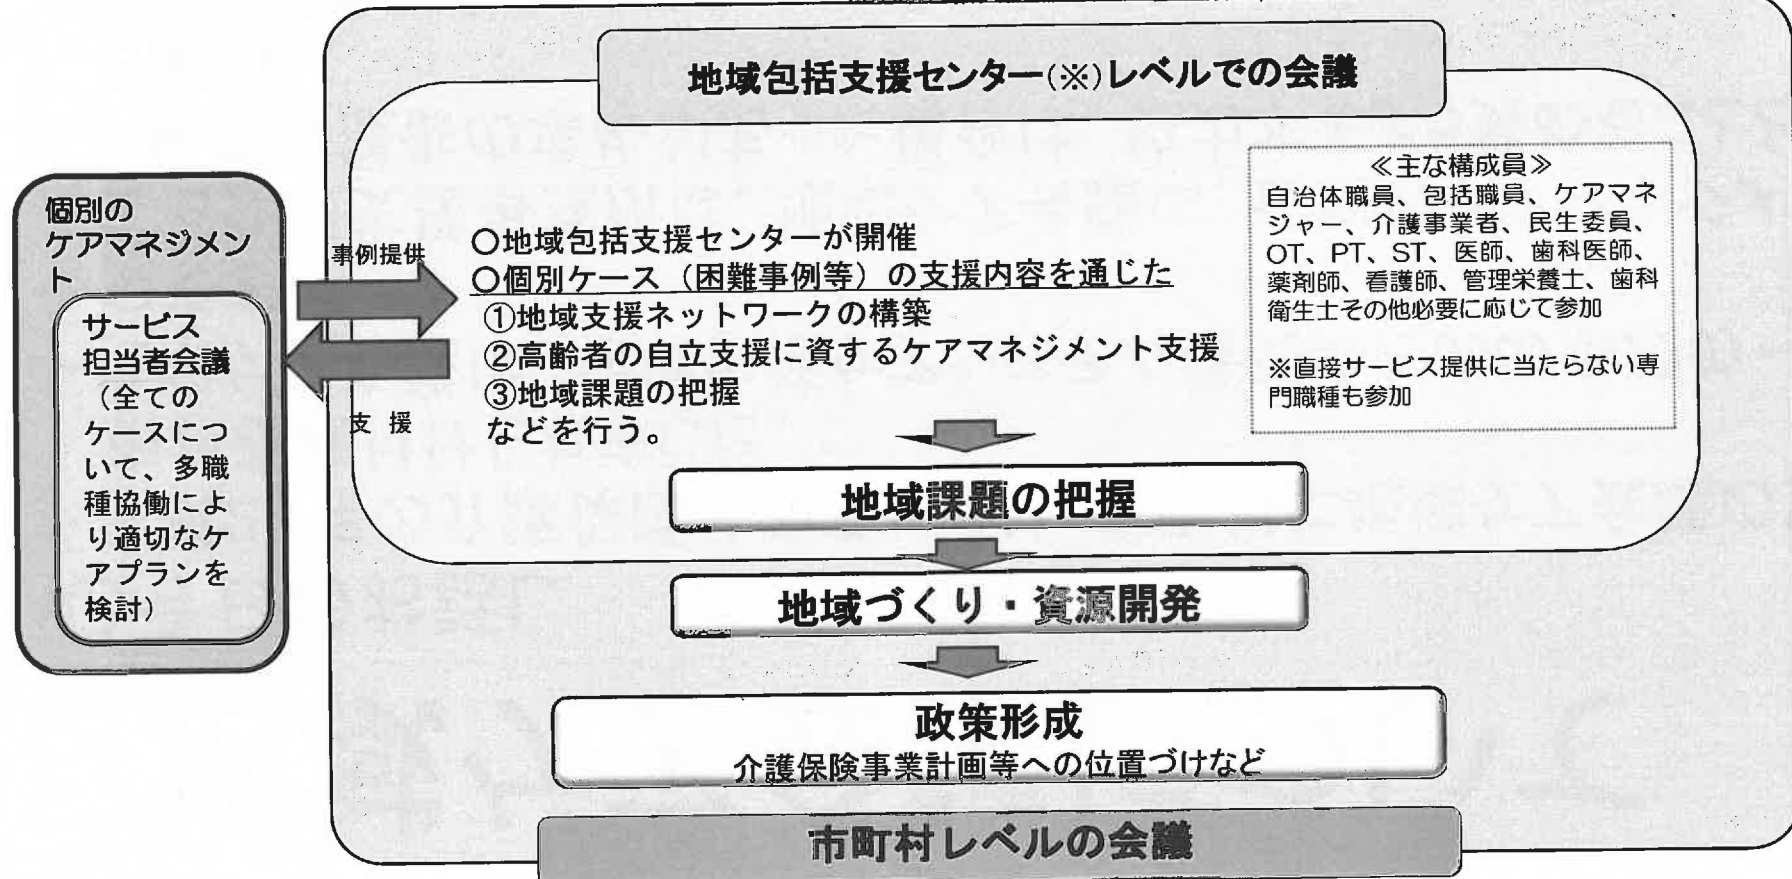 地域包括支援センター(※)レベルでの会議
個別の
ケアマネジメン
ト
サービス
担当者会議
（全ての
ケースにつ
いて、多職
種協働によ
り適切なケ
アプランを
検討）
事例提供
支 援
〇地域包括支援センターが開催
〇個別ケース（困難事例等）の支援内容を通じた
①地域支援ネットワークの構築
②高齢者の自立支援に資するケアマネジメント支援
③地域課題の把握
などを行う。
≪主な構成員≫
自治体職員、包括職員、ケアマネ
ジャー、介護事業者、民生委員、
OT、PT、ST、医師、歯科医師、
薬剤師、看護師、管理栄養士、歯科
衛生士その他必要に応じて参加
※直接サービス提供に当たらない専
門職種も参加
地域課題の把握
地域づくり・資源開発
政策形成
介護保険事業計画等への位置づけなど
市町村レベルの会議